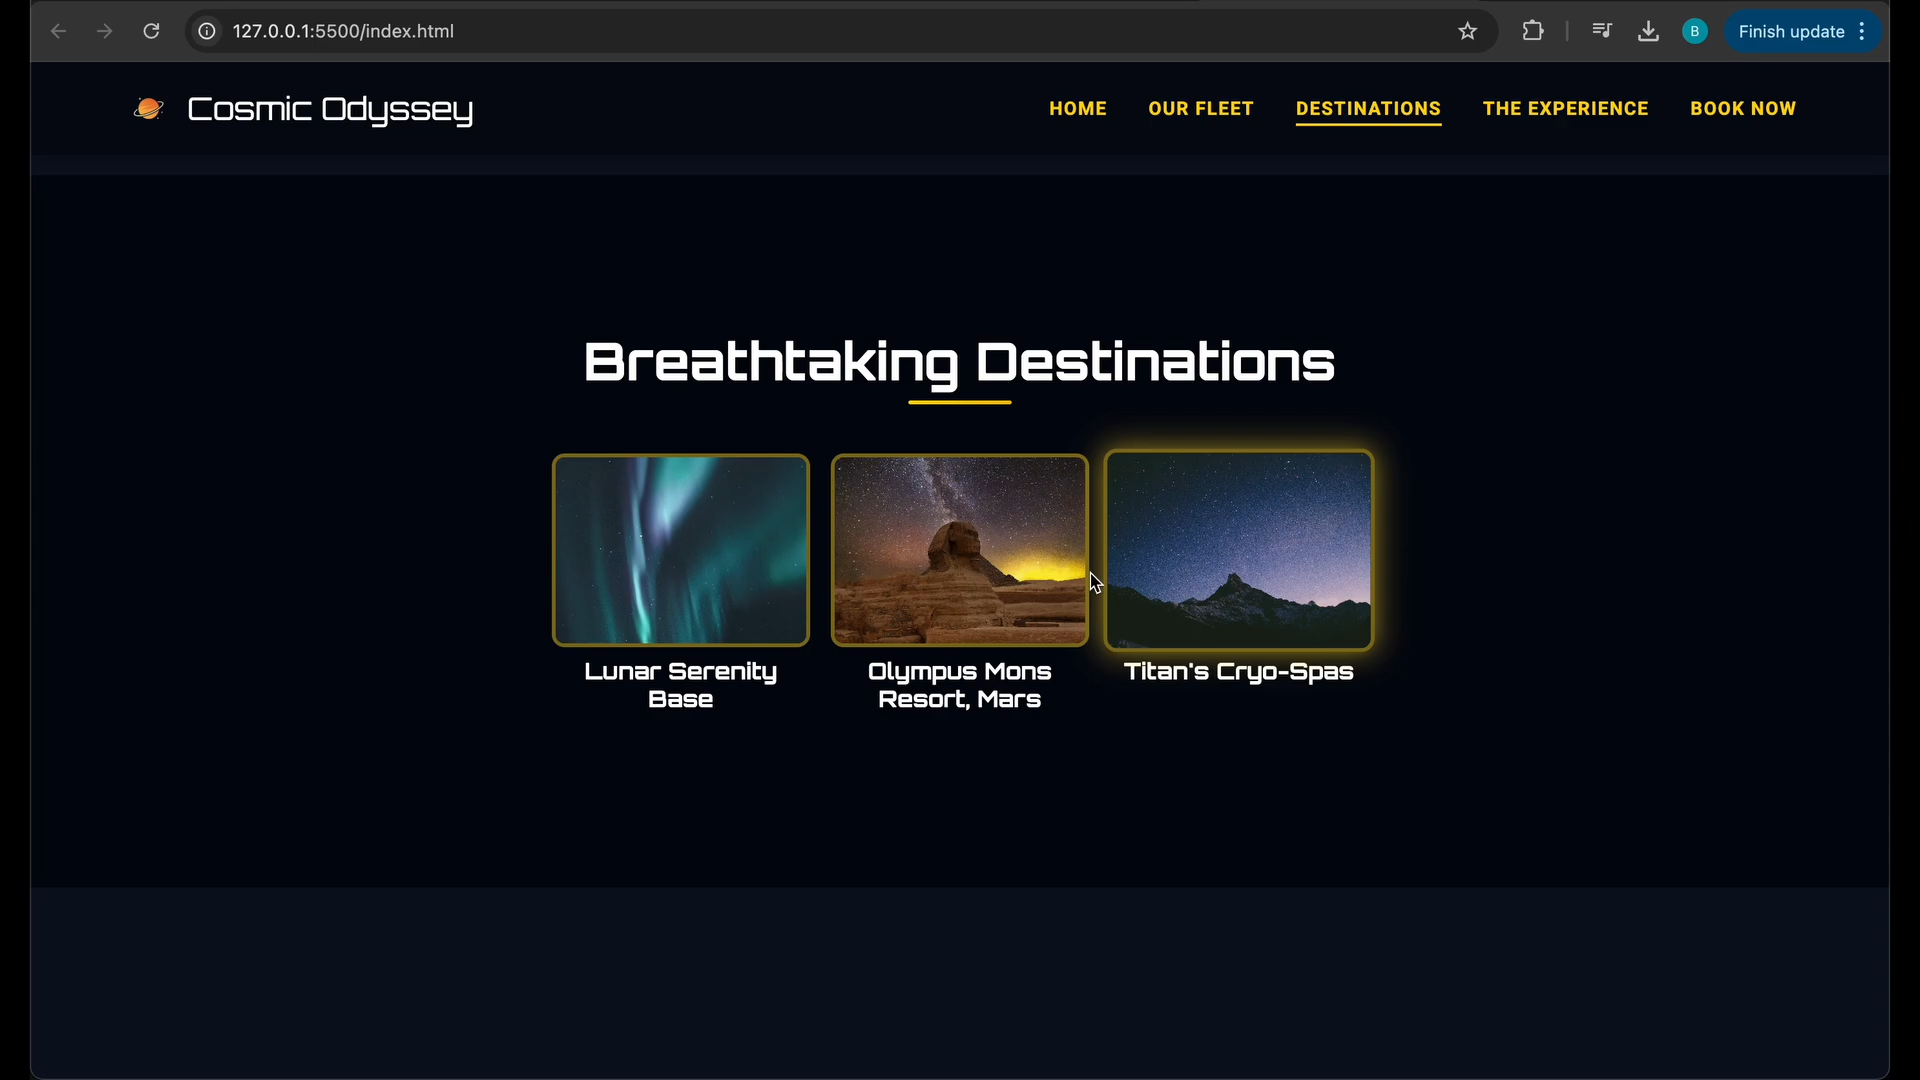 127.0.0.1:5500/index.html
B
Finish update
Cosmic Odyssey
HOME
OUR FLEET
DESTINATIONS
THE EXPERIENCE
BOOK NOW
Breathtaking Destinations
Lunar Serenity
Base
Olympus Mons
Resort, Mars
Titan's Cryo-Spas